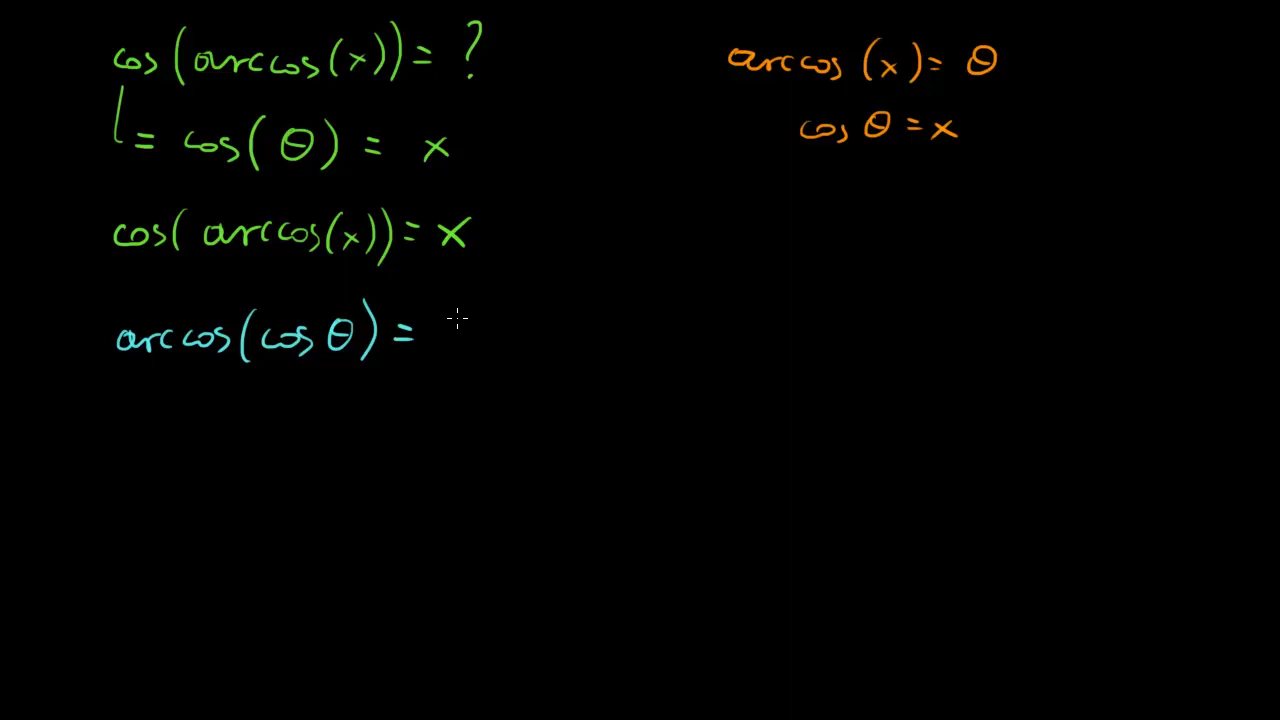 cos(arccos(x)) = ?
= cos(θ) = x
cos(arccos(x)) = x
arccos(cos θ) =
arccos(x) = θ
cos θ = x